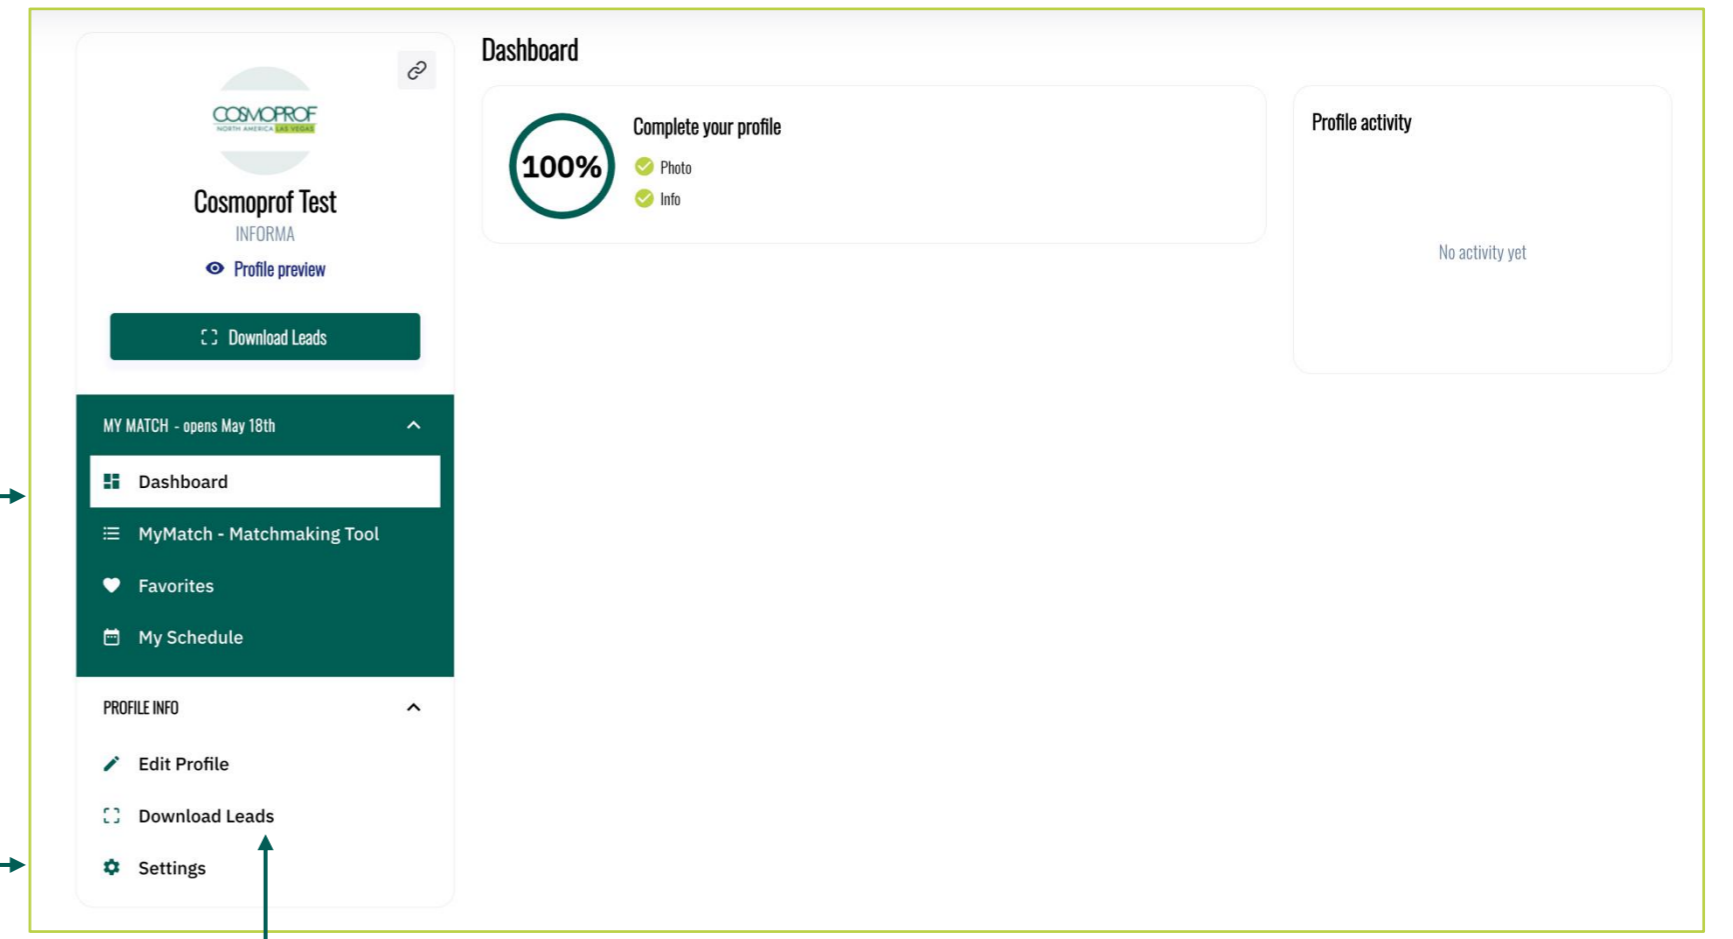 COSMOPROF
NORTH AMERICA LAS VEGAS
Cosmoprof Test
INFORMA
Profile preview
Download Leads
MY MATCH - opens May 18th
Dashboard
MyMatch - Matchmaking Tool
Favorites
My Schedule
PROFILE INFO
Edit Profile
Download Leads
Settings
Dashboard
100%
Complete your profile
Photo
Info
Profile activity
No activity yet